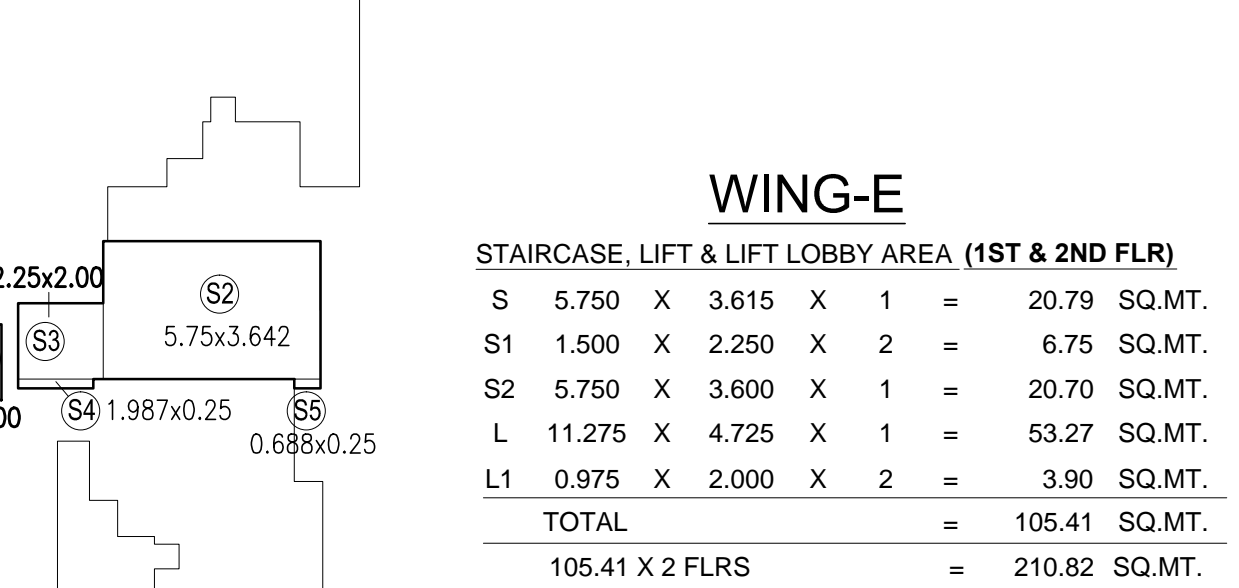 2.25x2.00
S2
S3
5.75x3.642
00
S4 1.987x0.25
S5
0.688x0.25
WING-E
STAIRCASE, LIFT & LIFT LOBBY AREA (1ST & 2ND FLR)
S 5.750 X 3.615 X 1 = 20.79 SQ.MT.
S1 1.500 X 2.250 X 2 = 6.75 SQ.MT.
S2 5.750 X 3.600 X 1 = 20.70 SQ.MT.
L 11.275 X 4.725 X 1 = 53.27 SQ.MT.
L1 0.975 X 2.000 X 2 = 3.90 SQ.MT.
TOTAL = 105.41 SQ.MT.
105.41 X 2 FLRS = 210.82 SQ.MT.